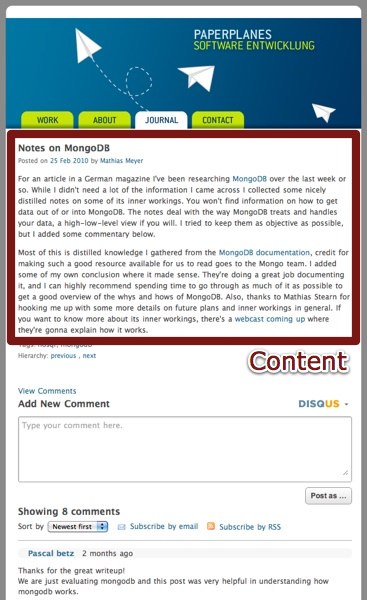 PAPERPLANES
SOFTWARE ENTWICKLUNG
WORK
ABOUT
JOURNAL
CONTACT
Notes on MongoDB
Posted on 25 Feb 2010 by Mathias Meyer
For an article in a German magazine I've been researching MongoDB over the last week or
so. While I didn't need a lot of the information I came across I collected some nicely
distilled notes on some of its inner workings. You won't find information on how to get
data out of or into MongoDB. The notes deal with the way MongoDB treats and handles
your data, a high-low-level view if you will. I tried to keep them as objective as possible,
but I added some commentary below.
Most of this is distilled knowledge I gathered from the MongoDB documentation, credit for
making such a good resource available for us to read goes to the Mongo team. I added
some of my own conclusion where it made sense. They're doing a great job documenting
it, and I can highly recommend spending time to go through as much of it as possible to
get a good overview of the whys and hows of MongoDB. Also, thanks to Mathias Stearn for
hooking me up with some more details on future plans and inner workings in general. If
you want to know more about its inner workings, there's a webcast coming up where
they're gonna explain how it works.
Tags: nosql, mongodb
Hierarchy: previous , next
Content
View Comments
Add New Comment
DISQUS
Type your comment here.
Post as ...
Showing 8 comments
Sort by Newest first Subscribe by email Subscribe by RSS
Pascal betz 2 months ago
Thanks for the great writeup!
We are just evaluating mongodb and this post was very helpful in understanding how
mongodb works.